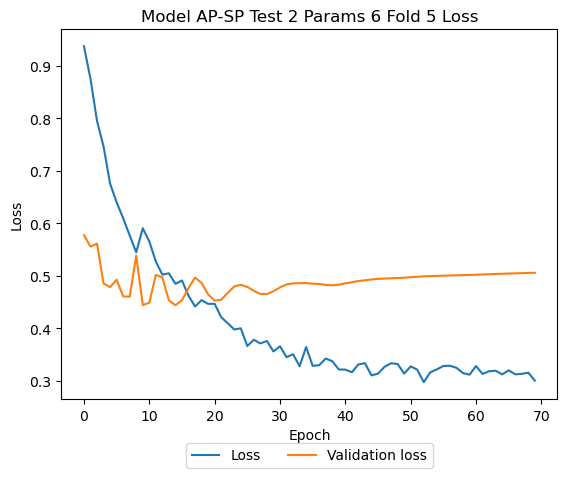 Model AP-SP Test 2 Params 6 Fold 5 Loss
Loss
0.9
0.8
0.7
0.6
0.5
0.4
0.3
0 10 20 30 40 50 60 70
Epoch
Loss Validation loss